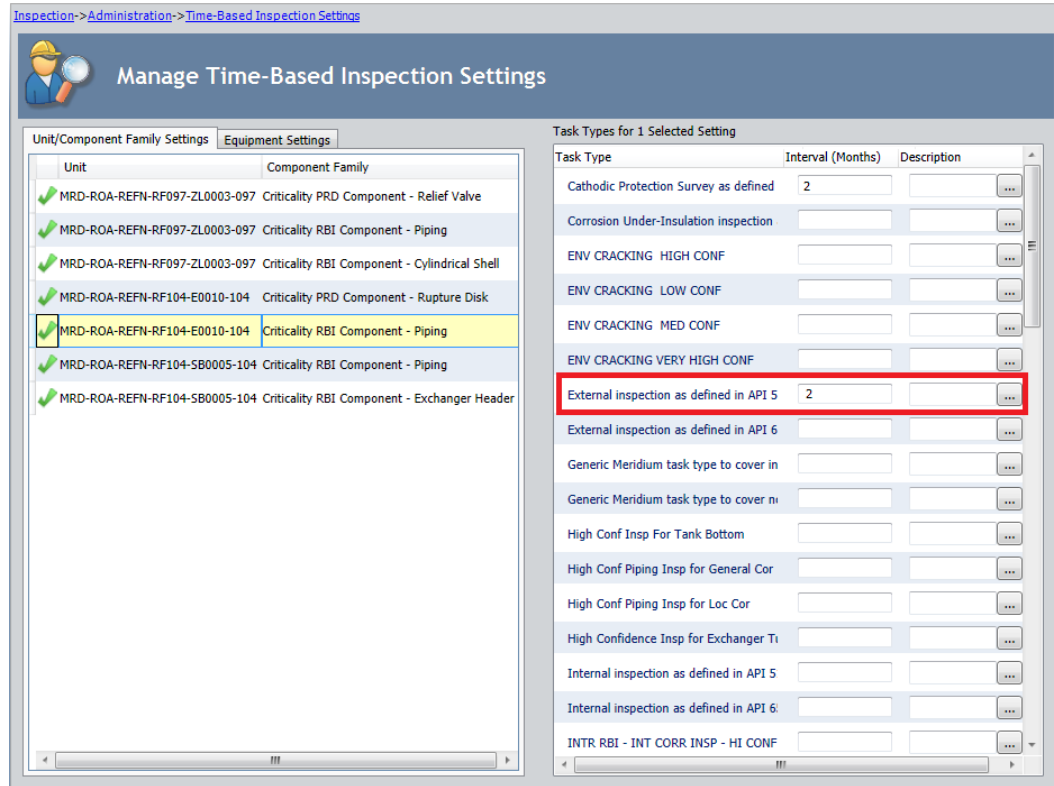 Inspection->Administration->Time-Based Inspection Settings
Manage Time-Based Inspection Settings
Unit/Component Family Settings Equipment Settings
Unit Component Family
MRD-ROA-REFN-RF097-ZL0003-097 Criticality PRD Component - Relief Valve
MRD-ROA-REFN-RF097-ZL0003-097 Criticality RBI Component - Piping
MRD-ROA-REFN-RF097-ZL0003-097 Criticality RBI Component - Cylindrical Shell
MRD-ROA-REFN-RF104-E0010-104 Criticality PRD Component - Rupture Disk
MRD-ROA-REFN-RF104-E0010-104 Criticality RBI Component - Piping
MRD-ROA-REFN-RF104-SB0005-104 Criticality RBI Component - Piping
MRD-ROA-REFN-RF104-SB0005-104 Criticality RBI Component - Exchanger Header
Task Types for 1 Selected Setting
Task Type Interval (Months) Description
Cathodic Protection Survey as defined 2 ...
Corrosion Under-Insulation inspection ...
ENV CRACKING HIGH CONF ...
ENV CRACKING LOW CONF ...
ENV CRACKING MED CONF ...
ENV CRACKING VERY HIGH CONF ...
External inspection as defined in API 5 2 ...
External inspection as defined in API 6 ...
Generic Meridium task type to cover in ...
Generic Meridium task type to cover ...
High Conf Insp For Tank Bottom ...
High Conf Piping Insp for General Cor ...
High Conf Piping Insp for Loc Cor ...
High Confidence Insp for Exchanger ...
Internal inspection as defined in API 5 ...
Internal inspection as defined in API 6 ...
INTR RBI - INT CORR INSP - HI CONF ...